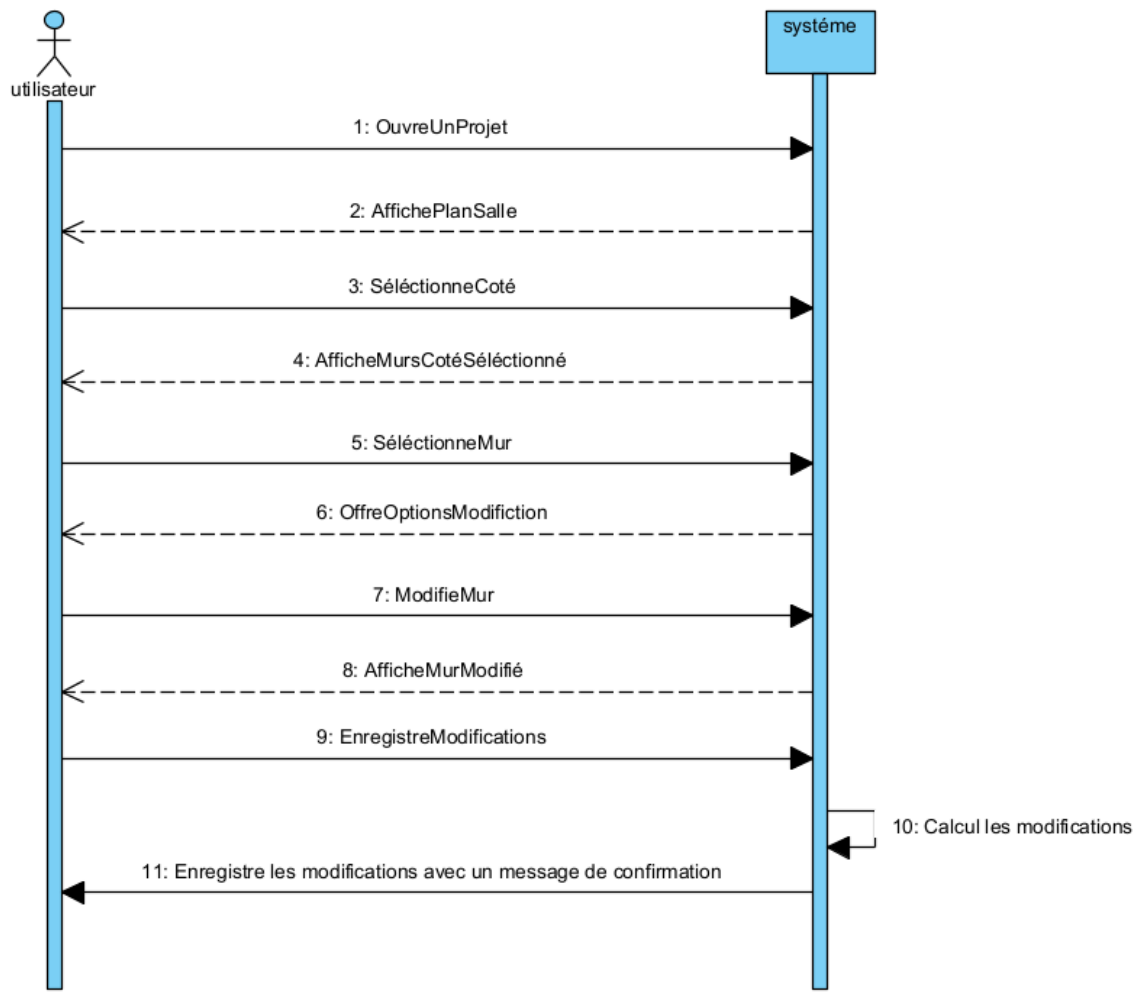 systéme
utilisateur
1: OuvreUnProjet
2: AffichePlanSalle
3: SéléctionneCoté
4: AfficheMursCotéSéléctionné
5: SéléctionneMur
6: OffreOptionsModifiction
7: ModifieMur
8: AfficheMurModifié
9: EnregistreModifications
10: Calcul les modifications
11: Enregistre les modifications avec un message de confirmation